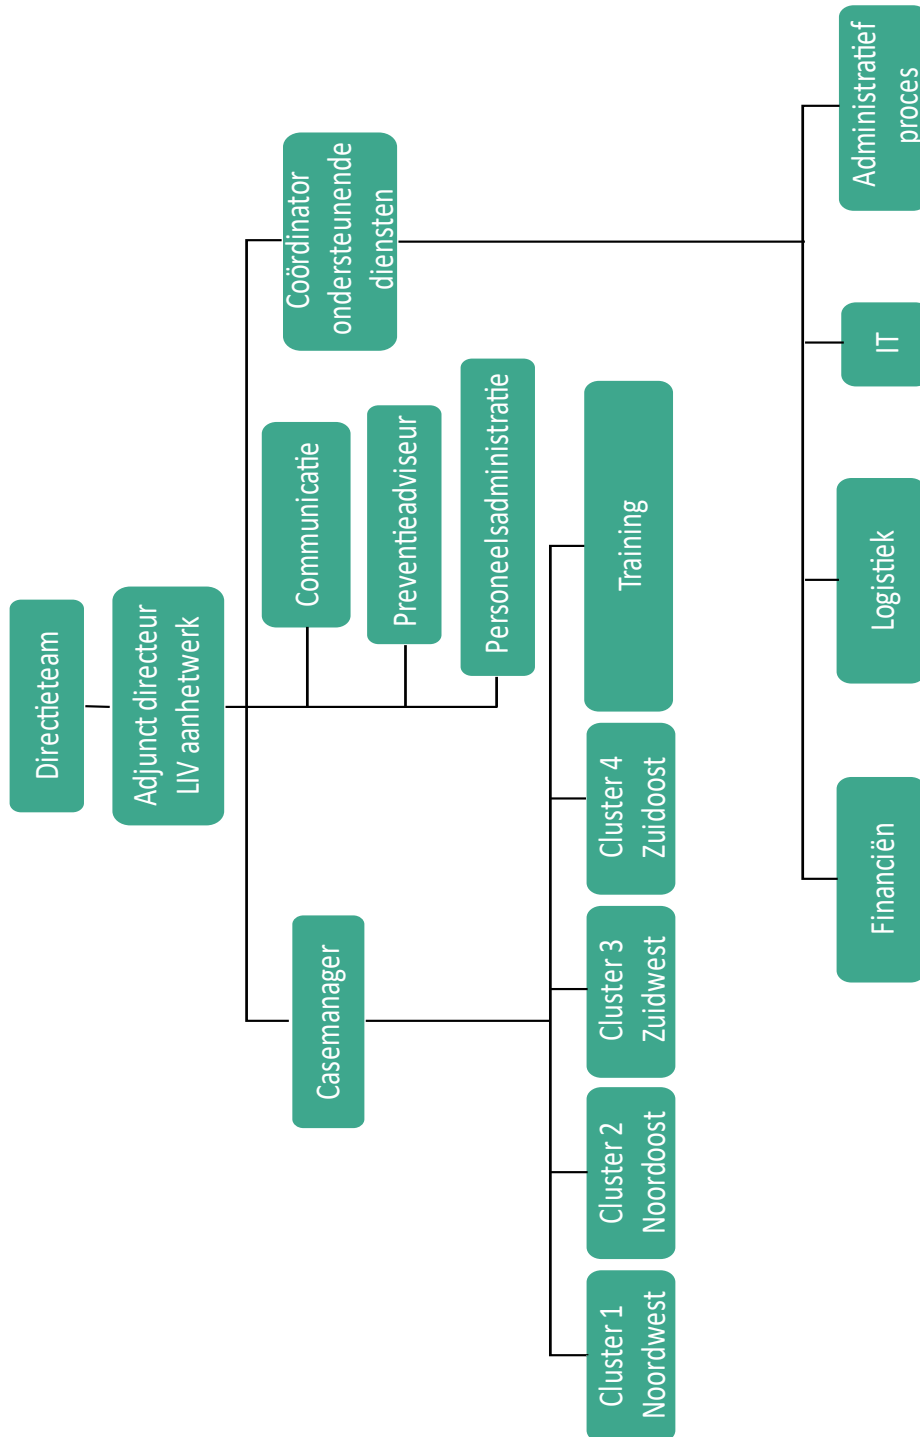 Directieteam
Adjunct directeur
LIV aanhetwerk
Communicatie
Preventieadviseur
Personeelsadministratie
Casemanager
Coördinator
ondersteunende
diensten
Cluster 1
Noordwest
Cluster 2
Noordoost
Cluster 3
Zuidwest
Cluster 4
Zuidoost
Training
Financiën
Logistiek
IT
Administratief
proces